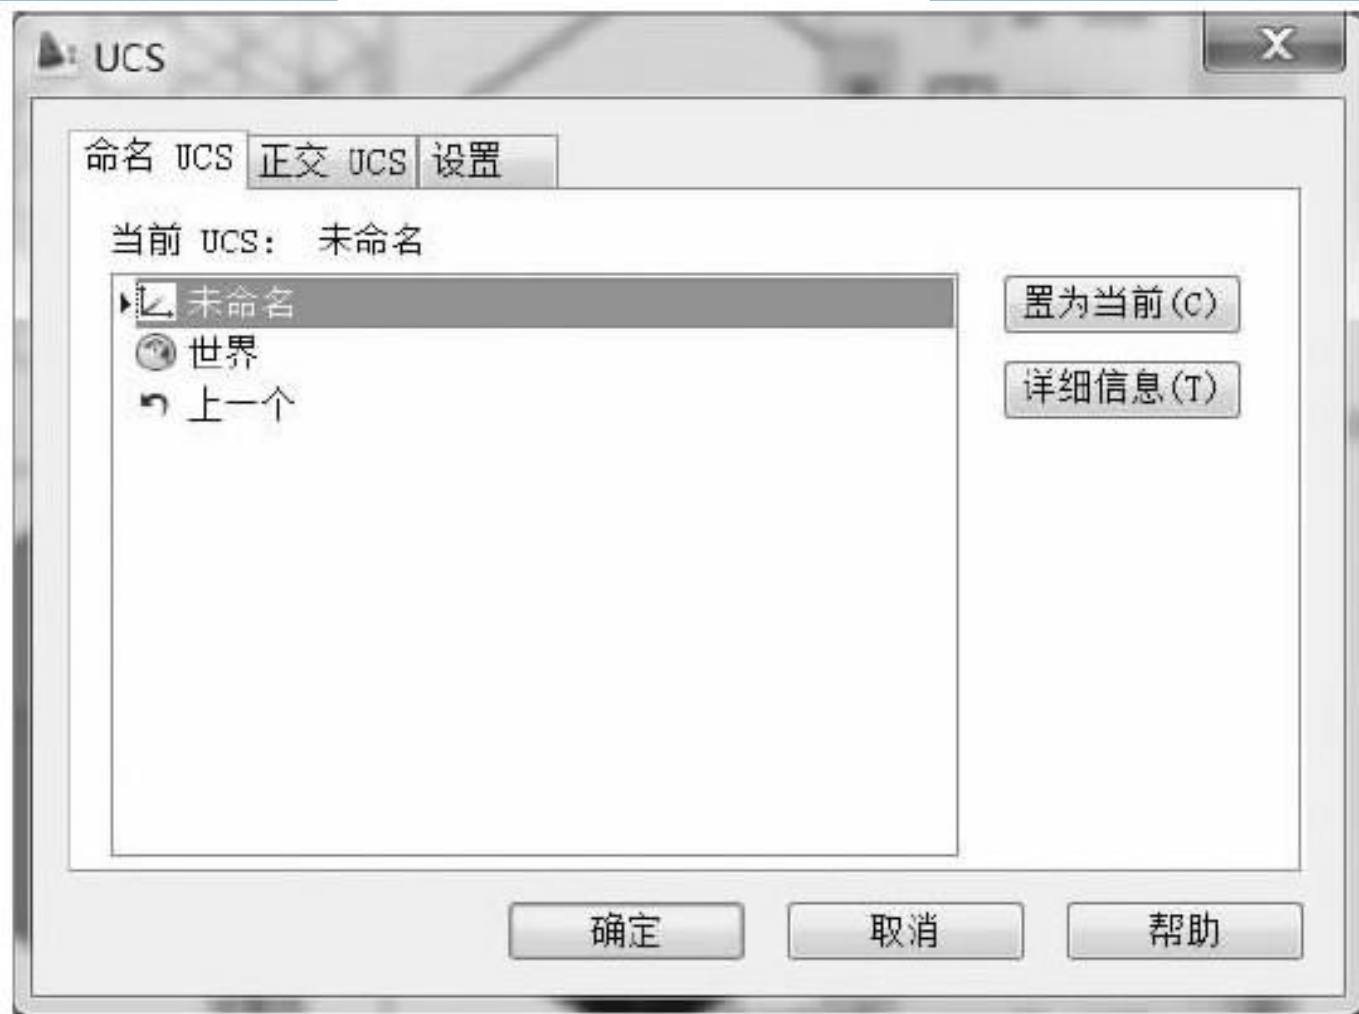 UCS
命名 UCS 正交 UCS 设置
当前 UCS: 未命名
未命名
世界
上一个
置为当前(C)
详细信息(T)
确定 取消 帮助